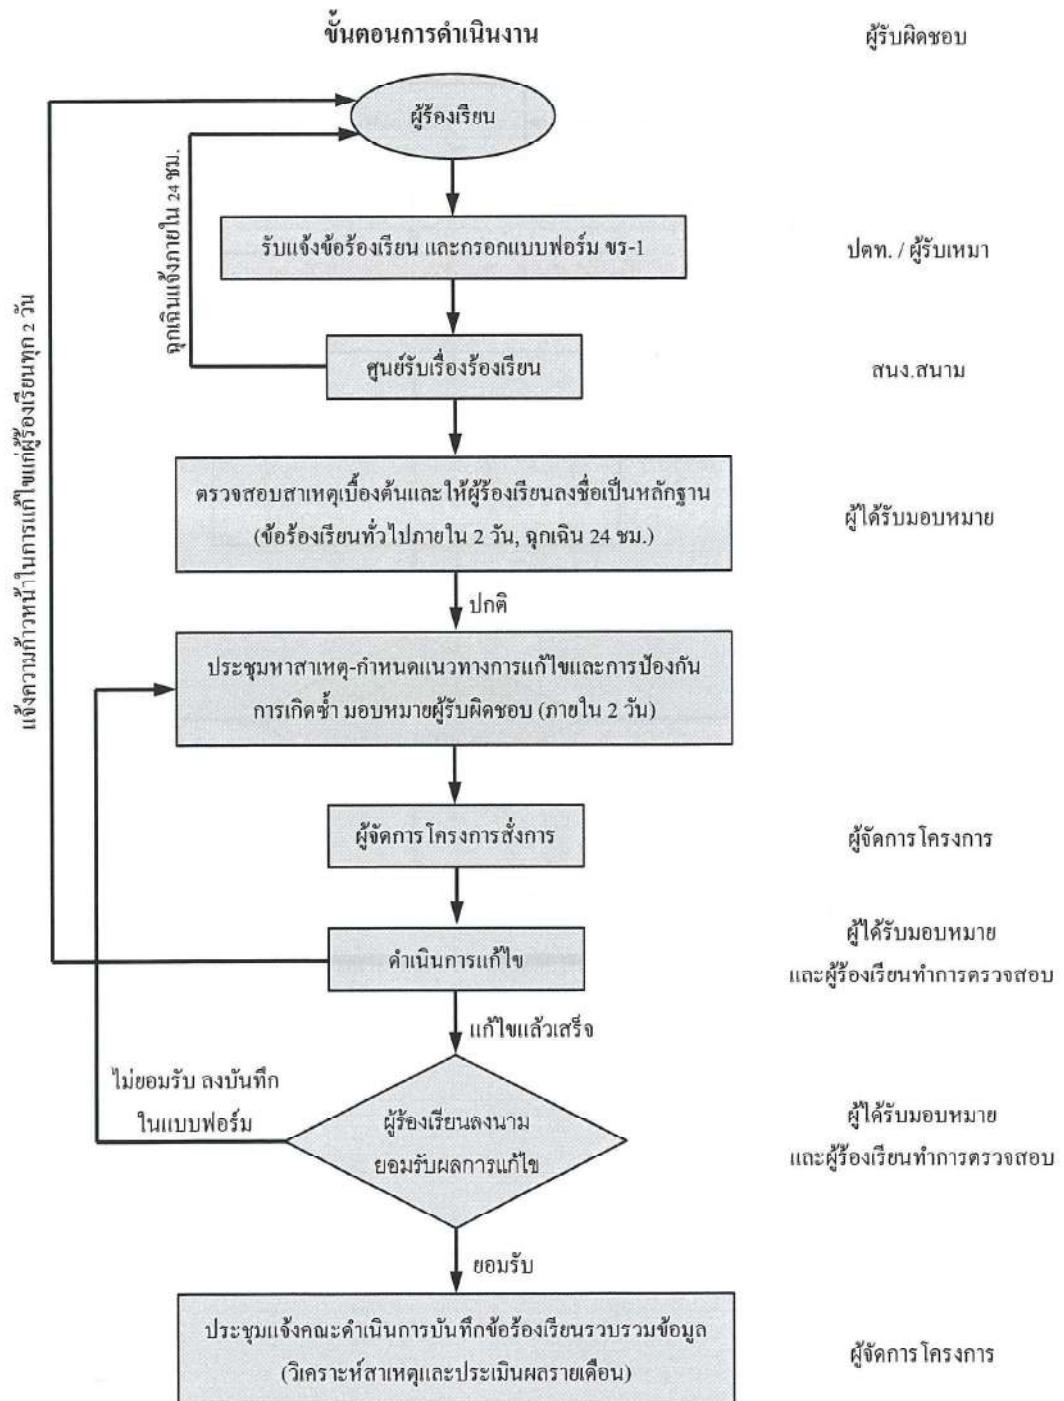 ขั้นตอนการดำเนินงาน
ผู้รับผิดชอบ
ผู้ร้องเรียน
ฉุกเฉินแจ้งภายใน 24 ชม.
แจ้งความก้าวหน้าในการแก้ไขแก่ผู้ร้องเรียนทุก 2 วัน
รับแจ้งข้อร้องเรียน และกรอกแบบฟอร์ม ขร-1
ปตท. / ผู้รับเหมา
ศูนย์รับเรื่องร้องเรียน
สนง.สนาม
ตรวจสอบสาเหตุเบื้องต้นและให้ผู้ร้องเรียนลงชื่อเป็นหลักฐาน
(ข้อร้องเรียนทั่วไปภายใน 2 วัน, ฉุกเฉิน 24 ชม.)
ผู้ได้รับมอบหมาย
ปกติ
ประชุมหาสาเหตุ-กำหนดแนวทางการแก้ไขและการป้องกัน
การเกิดซ้ำ มอบหมายผู้รับผิดชอบ (ภายใน 2 วัน)
ผู้จัดการโครงการสั่งการ
ผู้จัดการโครงการ
ดำเนินการแก้ไข
ผู้ได้รับมอบหมาย
และผู้ร้องเรียนทำการตรวจสอบ
แก้ไขแล้วเสร็จ
ไม่ยอมรับ ลงบันทึก
ในแบบฟอร์ม
ผู้ร้องเรียนลงนาม
ยอมรับผลการแก้ไข
ผู้ได้รับมอบหมาย
และผู้ร้องเรียนทำการตรวจสอบ
ยอมรับ
ประชุมแจ้งคณะดำเนินการบันทึกข้อร้องเรียนรวบรวมข้อมูล
(วิเคราะห์สาเหตุและประเมินผลรายเดือน)
ผู้จัดการโครงการ